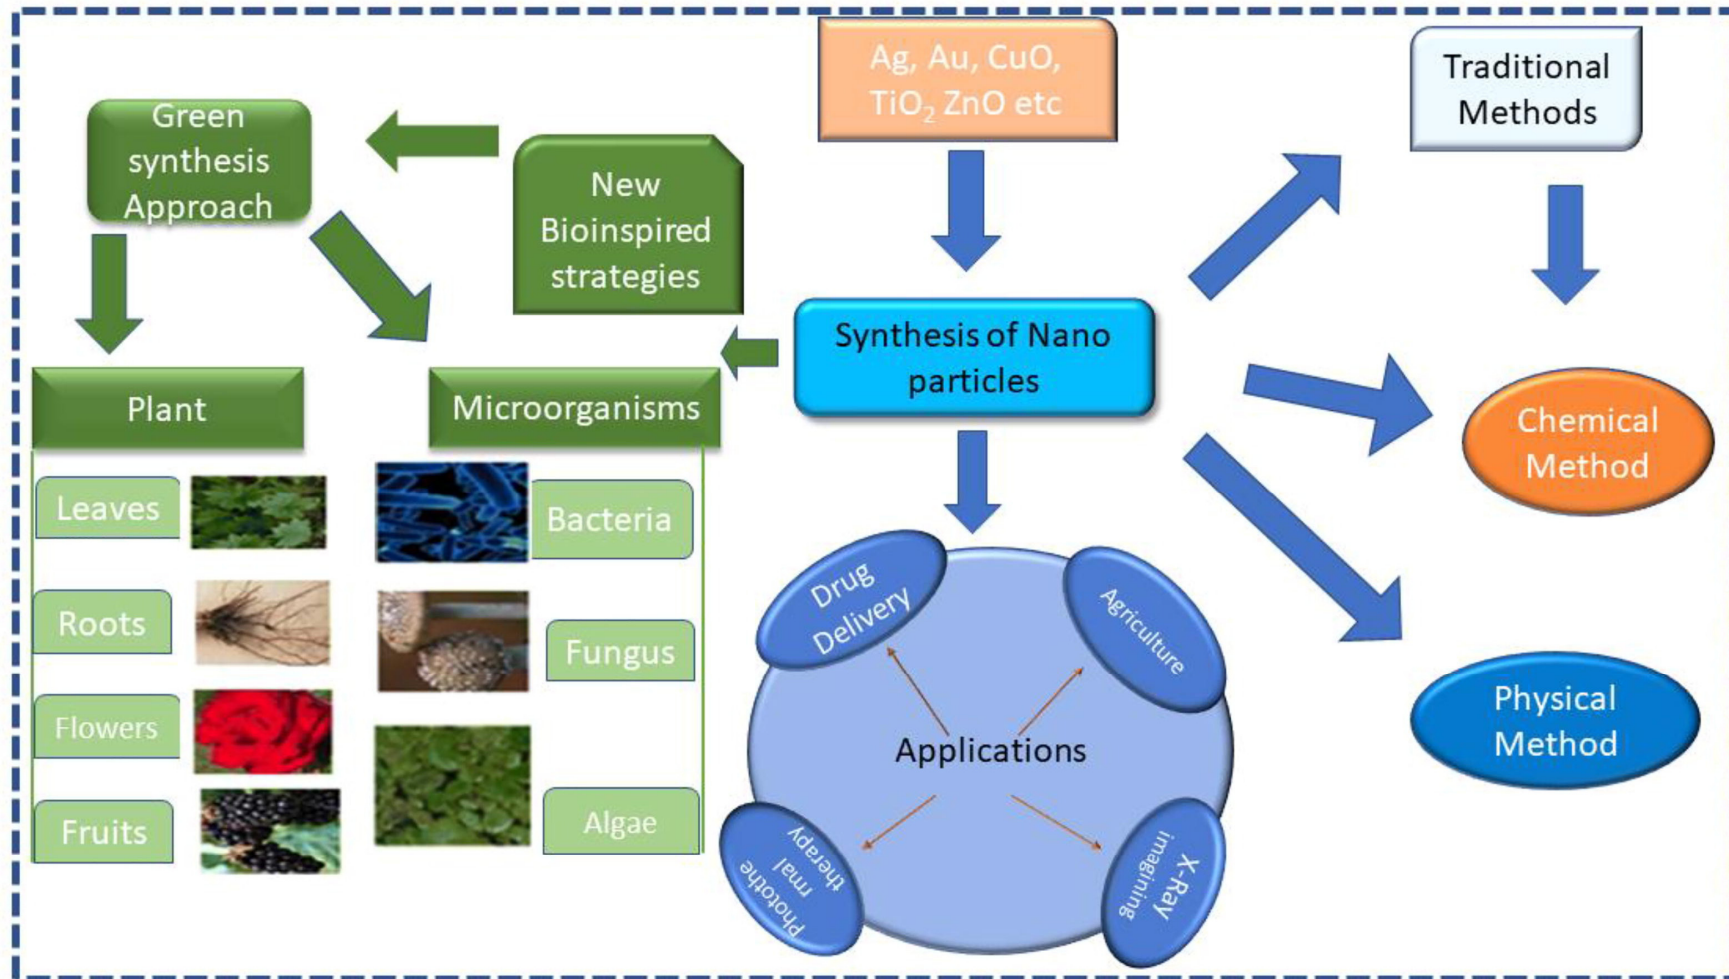 Ag, Au, CuO,
TiO₂ ZnO etc
Traditional
Methods
Green
synthesis
Approach
New
Bioinspired
strategies
Synthesis of Nano
particles
Plant
Microorganisms
Chemical
Method
Leaves
Bacteria
Roots
Fungus
Flowers
Fruits
Algae
Drug
Delivery
Agriculture
Applications
Physical
Method
Photothe
rmal
therapy
X-Ray
imagining